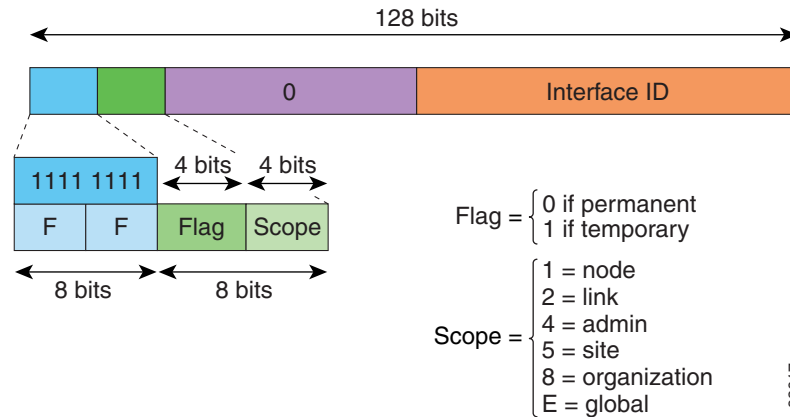 128 bits
0 Interface ID
1111 1111
4 bits 4 bits
F F Flag Scope
8 bits 8 bits
Flag = 0 if permanent
1 if temporary
Scope = 1 = node
2 = link
4 = admin
5 = site
8 = organization
E = global